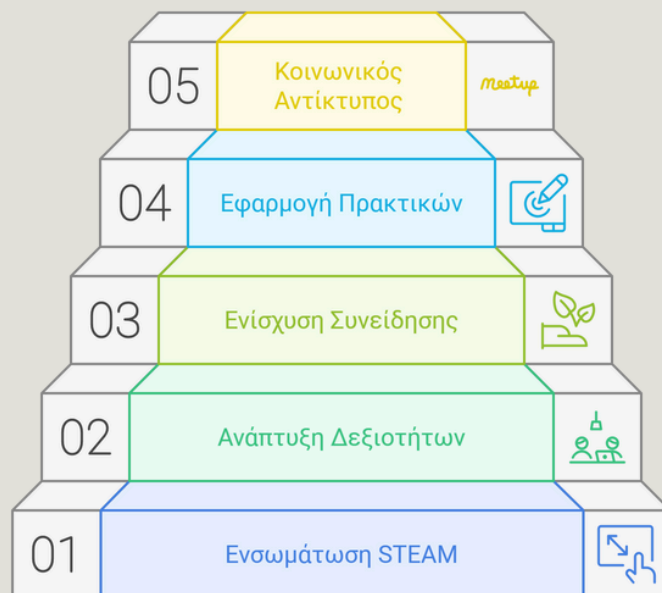 05
Κοινωνικός
Αντίκτυπος
meetup
04
Εφαρμογή Πρακτικών
03
Ενίσχυση Συνείδησης
02
Ανάπτυξη Δεξιοτήτων
01
Ενσωμάτωση STEAM